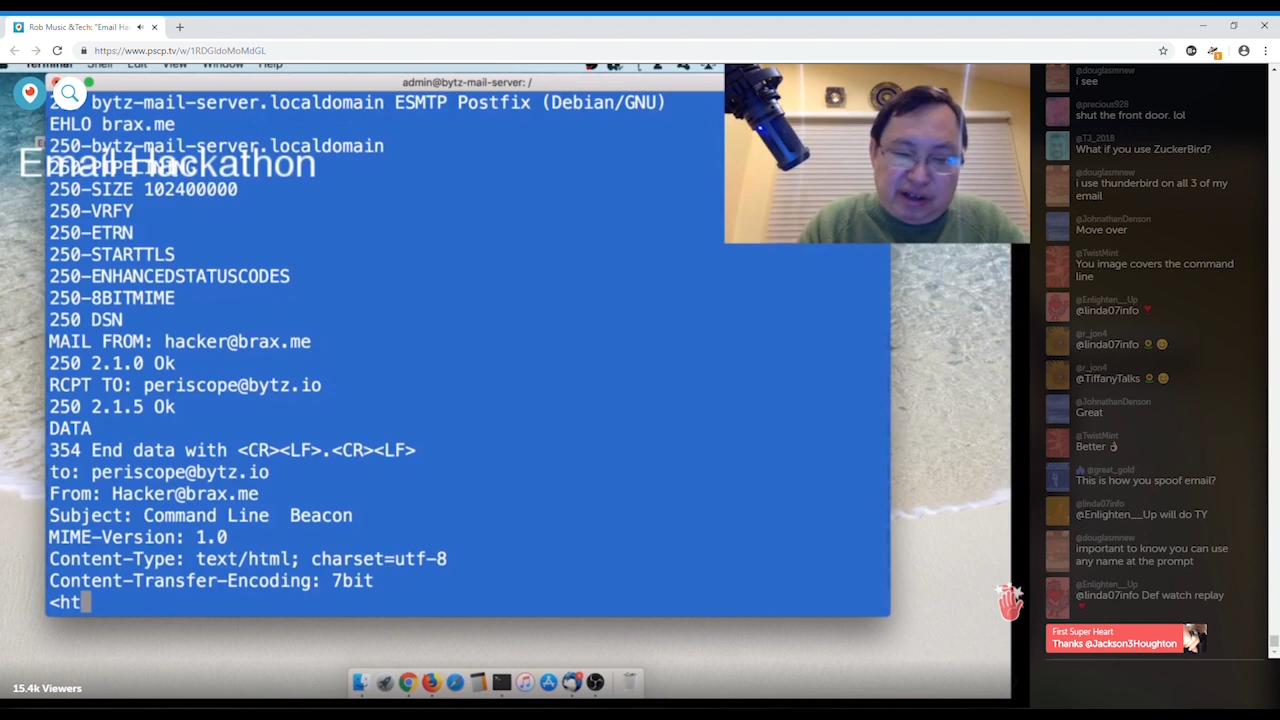 Rob Music &Tech: "Email Ha
https://www.pscp.tv/w/1RDGldoMoMdGL
Terminal Shell Edit View Window Help
admin@bytz-mail-server: /
bytz-mail-server.localdomain ESMTP Postfix (Debian/GNU)
EHLO brax.me
250-bytz-mail-server.localdomain
Email Hackathon
250-PIPELINING
250-SIZE 102400000
250-VRFY
250-ETRN
250-STARTTLS
250-ENHANCEDSTATUSCODES
250-8BITMIME
250 DSN
MAIL FROM: hacker@brax.me
250 2.1.0 Ok
RCPT TO: periscope@bytz.io
250 2.1.5 Ok
DATA
354 End data with <CR><LF>.<CR><LF>
to: periscope@bytz.io
From: Hacker@brax.me
Subject: Command Line  Beacon
MIME-Version: 1.0
Content-Type: text/html; charset=utf-8
Content-Transfer-Encoding: 7bit
<ht
15.4k Viewers
@douglasmnew
i see
@precious928
shut the front door. lol
@TJ_2018
What if you use ZuckerBird?
@douglasmnew
i use thunderbird on all 3 of my
email
@JohnathanDenson
Move over
@TwistMint
You image covers the command
line
@Enlighten__Up
@linda07info
@r_jon4
@linda07info
@r_jon4
@TiffanyTalks
@JohnathanDenson
Great
@TwistMint
Better
@great_gold
This is how you spoof email?
@linda07info
@Enlighten__Up will do TY
@douglasmnew
important to know you can use
any name at the prompt
@Enlighten__Up
@linda07info Def watch replay
First Super Heart
Thanks @Jackson3Houghton